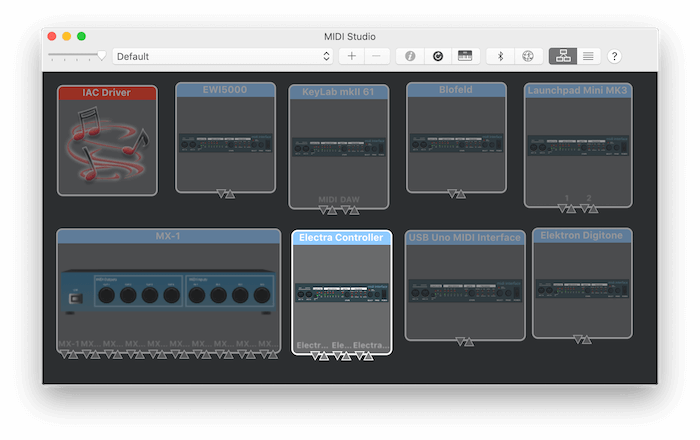 MIDI Studio
Default
?
IAC Driver
EWI5000
KeyLab mkII 61
MIDI DAW
Blofeld
Launchpad Mini MK3
1 2
MX-1
MX-1 MX... MX... MX... MX... MX... MX... MX... MX... MX...
Electra Controller
Electr... Ele... Electra...
USB Uno MIDI Interface
Elektron Digitone